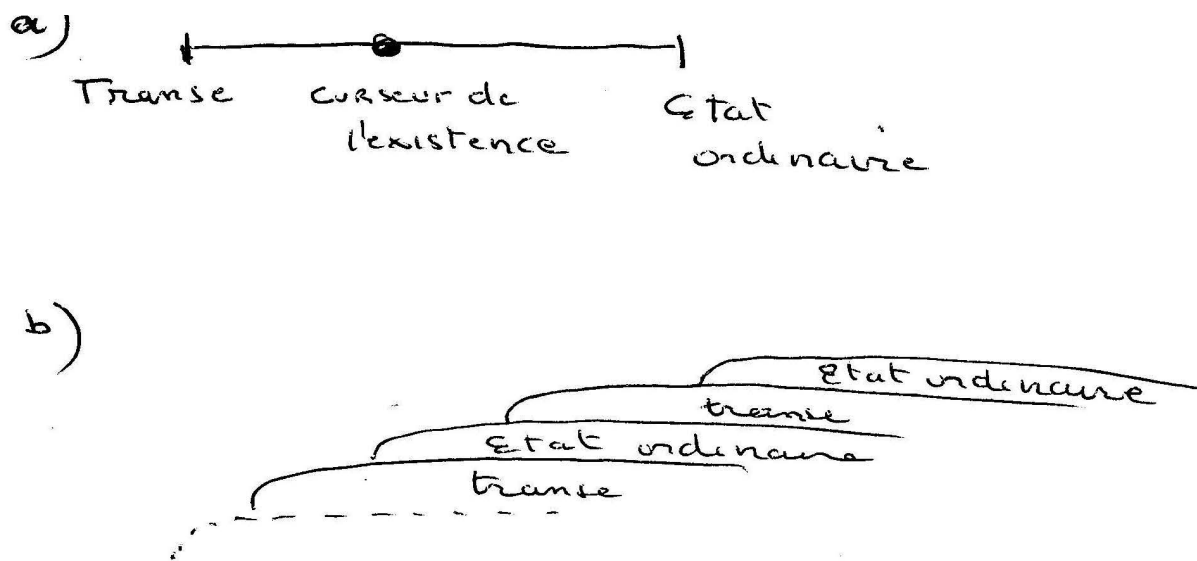 a)
Transe curseur de l'existence Etat ordinaire
b)
Etat ordinaire
transe
Etat ordinaire
transe